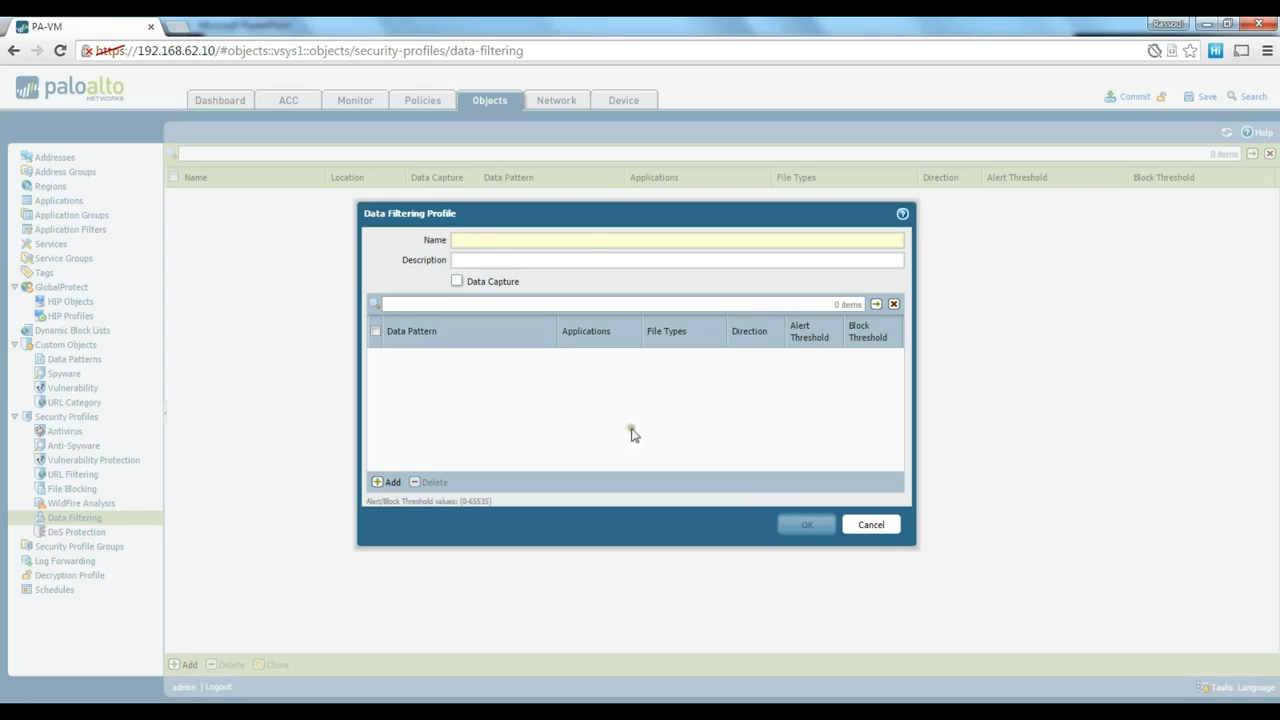 PA-VM
Rassoul
https://192.168.62.10/#objects::vsys1::objects/security-profiles/data-filtering
paloalto
NETWORKS
Dashboard ACC Monitor Policies Objects Network Device
Commit Save Search
Help
0 items
Name Location Data Capture Data Pattern Applications File Types Direction Alert Threshold Block Threshold
Addresses
Address Groups
Regions
Applications
Application Groups
Application Filters
Services
Service Groups
Tags
GlobalProtect
HIP Objects
HIP Profiles
Dynamic Block Lists
Custom Objects
Data Patterns
Spyware
Vulnerability
URL Category
Security Profiles
Antivirus
Anti-Spyware
Vulnerability Protection
URL Filtering
File Blocking
WildFire Analysis
Data Filtering
DoS Protection
Security Profile Groups
Log Forwarding
Decryption Profile
Schedules
Data Filtering Profile
Name
Description
Data Capture
0 items
Data Pattern Applications File Types Direction Alert Threshold Block Threshold
Add Delete
Alert/Block Threshold values: (0-65535)
OK Cancel
Add Delete Clone
admin | Logout
Tasks Language